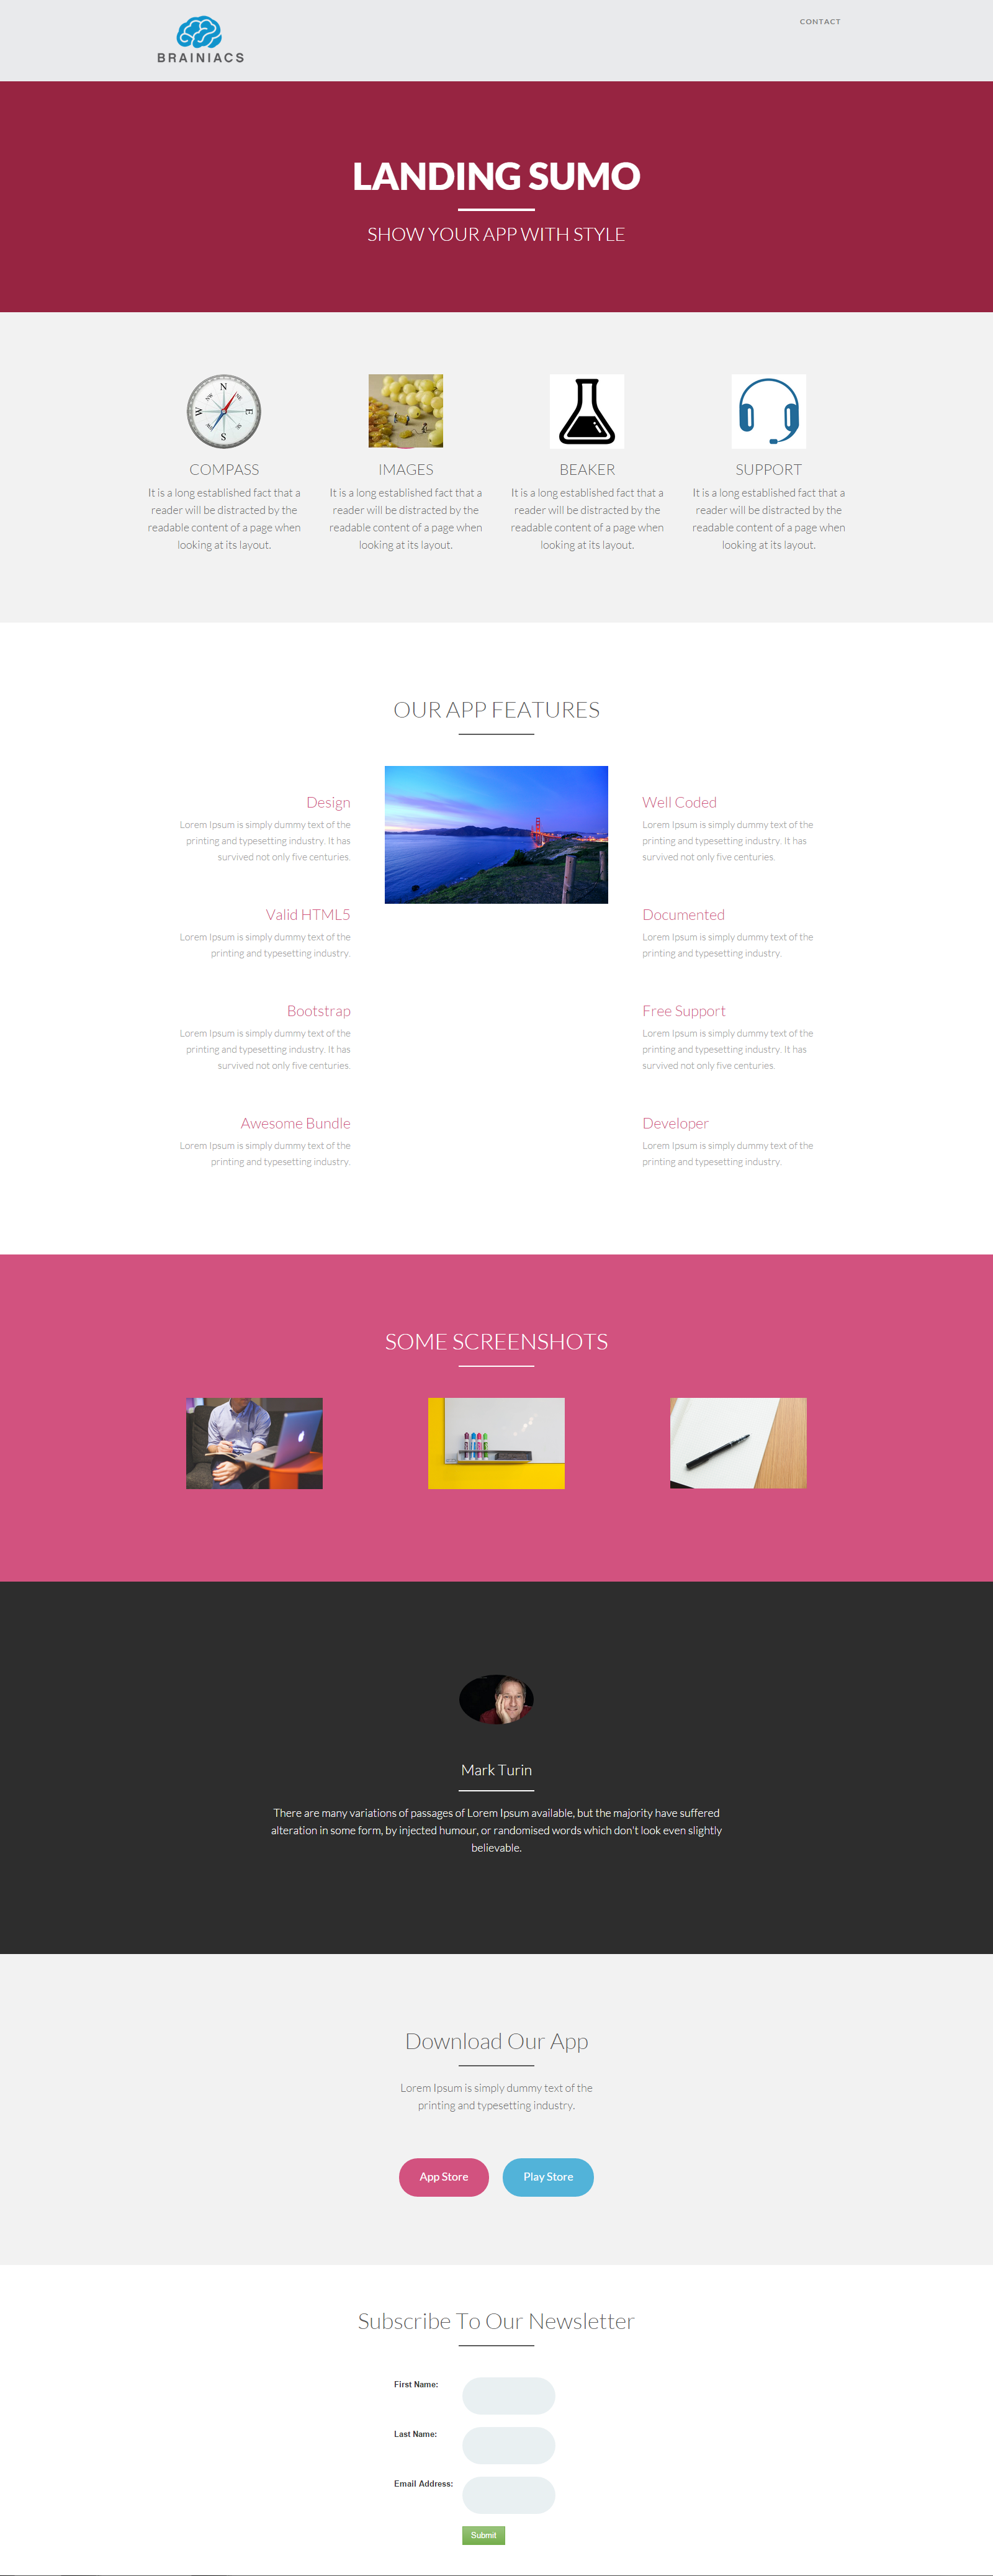 BRAINIACS
CONTACT
LANDING SUMO
SHOW YOUR APP WITH STYLE
N
NW
NE
W
E
S
COMPASS
It is a long established fact that a
reader will be distracted by the
readable content of a page when
looking at its layout.
IMAGES
It is a long established fact that a
reader will be distracted by the
readable content of a page when
looking at its layout.
BEAKER
It is a long established fact that a
reader will be distracted by the
readable content of a page when
looking at its layout.
SUPPORT
It is a long established fact that a
reader will be distracted by the
readable content of a page when
looking at its layout.
OUR APP FEATURES
Design
Lorem Ipsum is simply dummy text of the
printing and typesetting industry. It has
survived not only five centuries.
Valid HTML5
Lorem Ipsum is simply dummy text of the
printing and typesetting industry.
Bootstrap
Lorem Ipsum is simply dummy text of the
printing and typesetting industry. It has
survived not only five centuries.
Awesome Bundle
Lorem Ipsum is simply dummy text of the
printing and typesetting industry.
Well Coded
Lorem Ipsum is simply dummy text of the
printing and typesetting industry. It has
survived not only five centuries.
Documented
Lorem Ipsum is simply dummy text of the
printing and typesetting industry.
Free Support
Lorem Ipsum is simply dummy text of the
printing and typesetting industry. It has
survived not only five centuries.
Developer
Lorem Ipsum is simply dummy text of the
printing and typesetting industry.
SOME SCREENSHOTS
Mark Turin
There are many variations of passages of Lorem Ipsum available, but the majority have suffered
alteration in some form, by injected humour, or randomised words which don't look even slightly
believable.
Download Our App
Lorem Ipsum is simply dummy text of the
printing and typesetting industry.
App Store
Play Store
Subscribe To Our Newsletter
First Name:
Last Name:
Email Address:
Submit